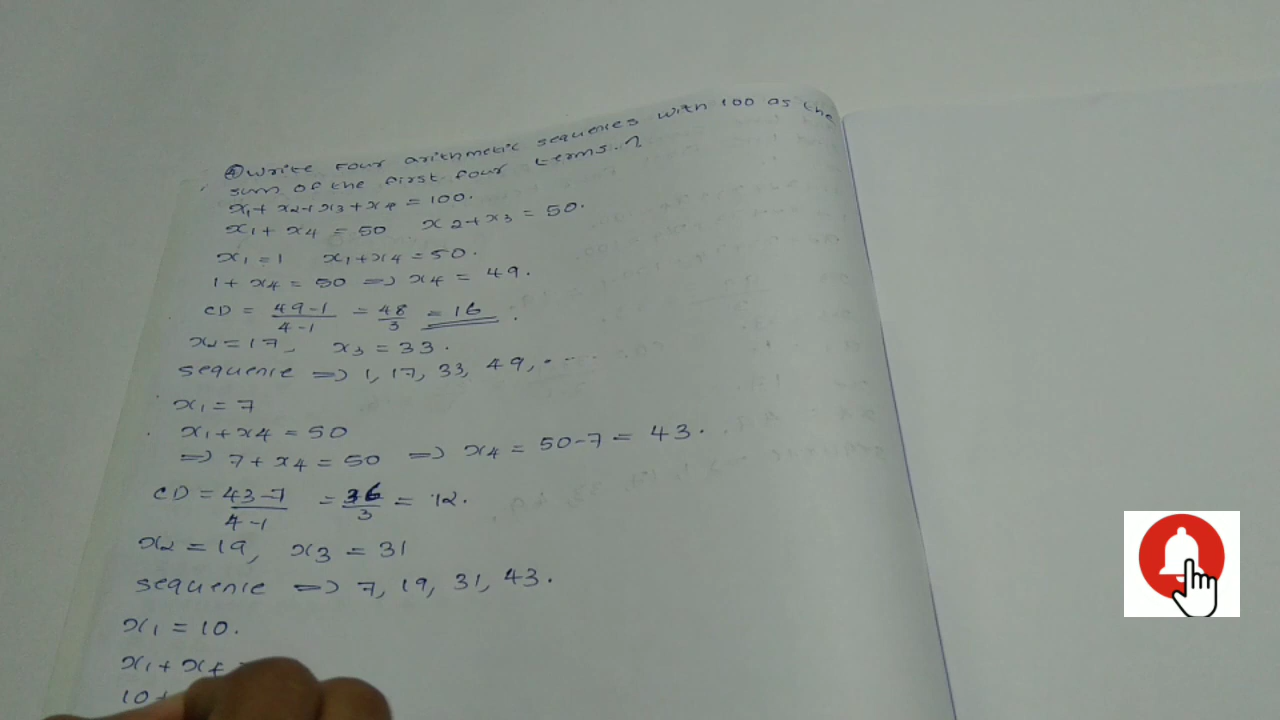 ④ Write four arithmetic sequences with 100 as the
sum of the first four terms.?
x₁ + x₂ + x₃ + x₄ = 100.
x₁ + x₄ = 50 x₂ + x₃ = 50.
x₁ = 1 x₁ + x₄ = 50.
1 + x₄ = 50 => x₄ = 49.
CD = 49-1/4-1 = 48/3 = 16.
x₂ = 17, x₃ = 33.
sequence => 1, 17, 33, 49, ....
x₁ = 7
x₁ + x₄ = 50
=> 7 + x₄ = 50 => x₄ = 50-7 = 43.
CD = 43-7/4-1 = 36/3 = 12.
x₂ = 19, x₃ = 31
sequence => 7, 19, 31, 43.
x₁ = 10.
x₁ + x₄
10 +